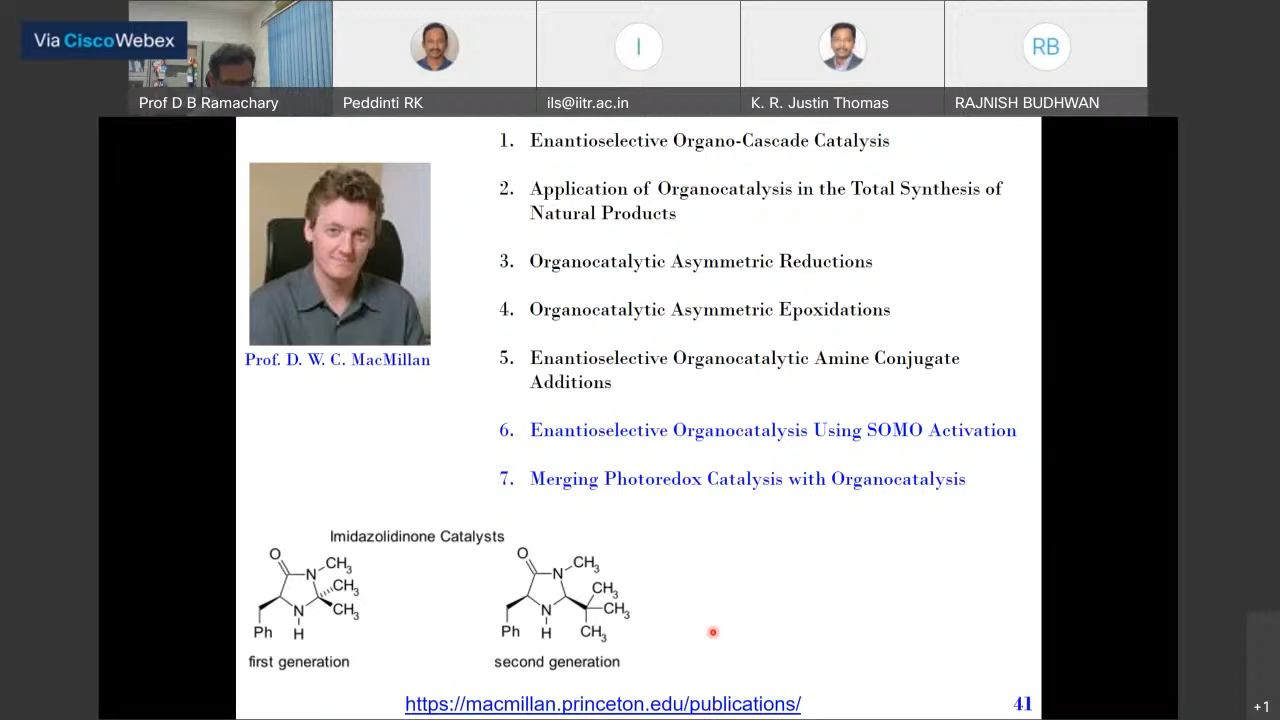 Via CiscoWebex
Prof D B Ramachary
Peddinti RK
I
ils@iitr.ac.in
K. R. Justin Thomas
RB
RAJNISH BUDHWAN
1. Enantioselective Organo-Cascade Catalysis
2. Application of Organocatalysis in the Total Synthesis of
Natural Products
3. Organocatalytic Asymmetric Reductions
4. Organocatalytic Asymmetric Epoxidations
5. Enantioselective Organocatalytic Amine Conjugate
Additions
6. Enantioselective Organocatalysis Using SOMO Activation
7. Merging Photoredox Catalysis with Organocatalysis
Prof. D. W. C. MacMillan
Imidazolidinone Catalysts
O
N
CH3
CH3
CH3
N
H
Ph
first generation
O
N
CH3
CH3
CH3
CH3
N
H
Ph
second generation
https://macmillan.princeton.edu/publications/
41
+1